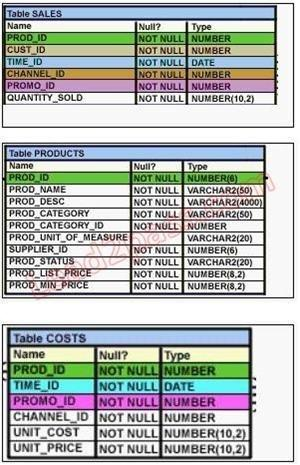 Table SALES
Name Null? Type
PROD_ID NOT NULL NUMBER
CUST_ID NOT NULL NUMBER
TIME_ID NOT NULL DATE
CHANNEL_ID NOT NULL NUMBER
PROMO_ID NOT NULL NUMBER
QUANTITY_SOLD NOT NULL NUMBER(10,2)
Table PRODUCTS
Name Null? Type
PROD_ID NOT NULL NUMBER(6)
PROD_NAME NOT NULL VARCHAR2(50)
PROD_DESC NOT NULL VARCHAR2(4000)
PROD_CATEGORY NOT NULL VARCHAR2(50)
PROD_CATEGORY_ID NOT NULL NUMBER
PROD_UNIT_OF_MEASURE VARCHAR2(20)
SUPPLIER_ID NOT NULL NUMBER(6)
PROD_STATUS NOT NULL VARCHAR2(20)
PROD_LIST_PRICE NOT NULL NUMBER(8,2)
PROD_MIN_PRICE NOT NULL NUMBER(8,2)
Table COSTS
Name Null? Type
PROD_ID NOT NULL NUMBER
TIME_ID NOT NULL DATE
PROMO_ID NOT NULL NUMBER
CHANNEL_ID NOT NULL NUMBER
UNIT_COST NOT NULL NUMBER(10,2)
UNIT_PRICE NOT NULL NUMBER(10,2)